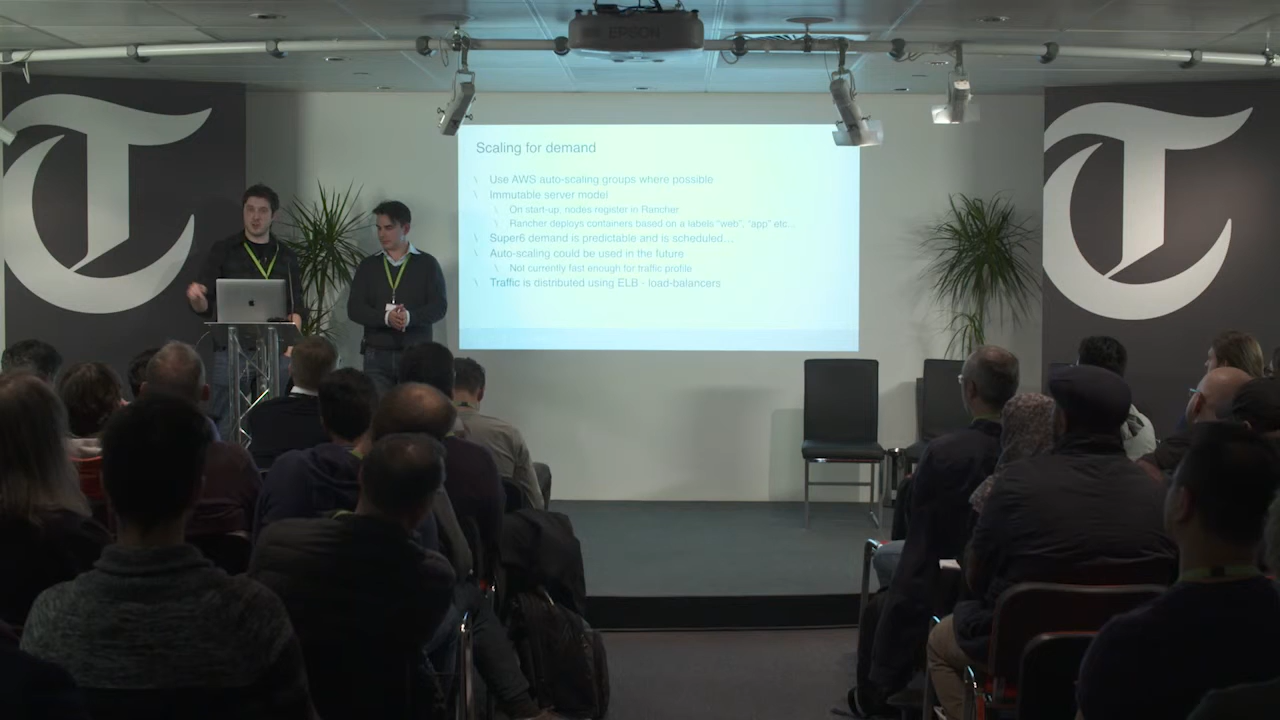 EPSON
Scaling for demand
\ Use AWS auto-scaling groups where possible
\ Immutable server model
\ On start-up, nodes register in Rancher
\ Rancher deploys containers based on a labels "web", "app" etc...
\ Super6 demand is predictable and is scheduled...
\ Auto-scaling could be used in the future
\ Not currently fast enough for traffic profile
\ Traffic is distributed using ELB - load-balancers